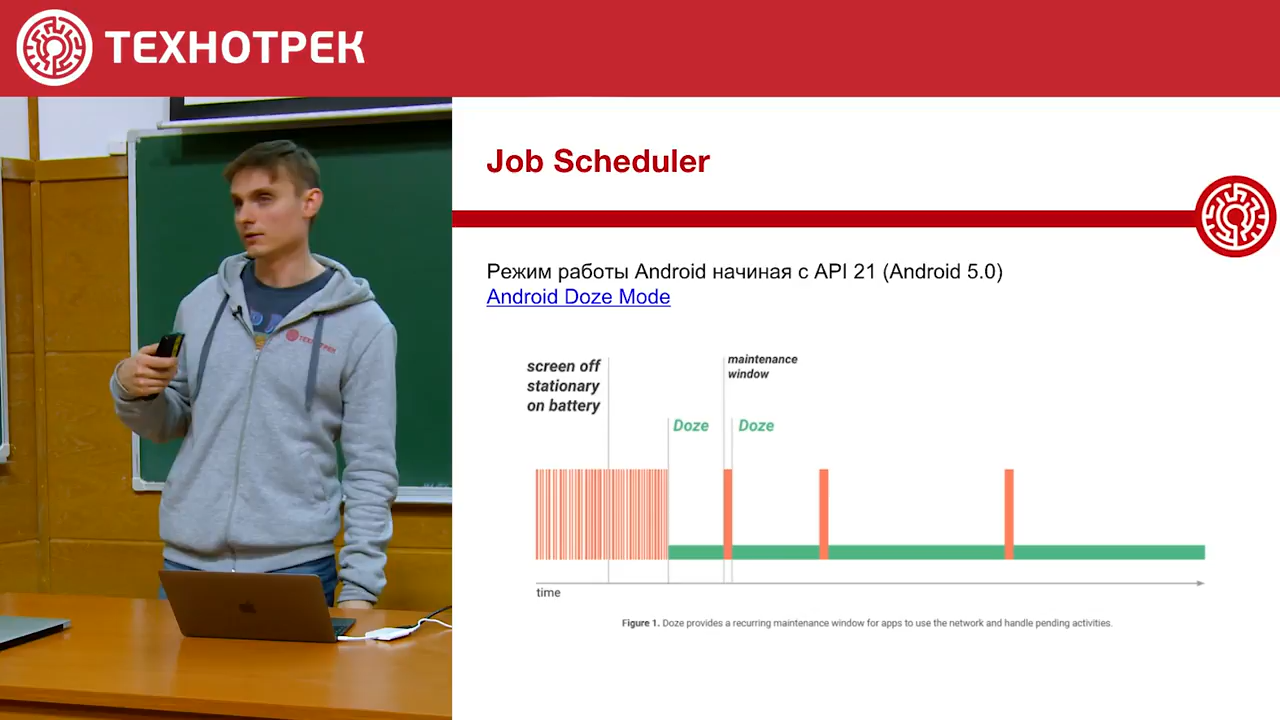 ТЕХНОТРЕК
Job Scheduler
Режим работы Android начиная с API 21 (Android 5.0)
Android Doze Mode
screen off
stationary
on battery
maintenance
window
Doze
Doze
time
Figure 1. Doze provides a recurring maintenance window for apps to use the network and handle pending activities.
ТЕХНОТРЕК